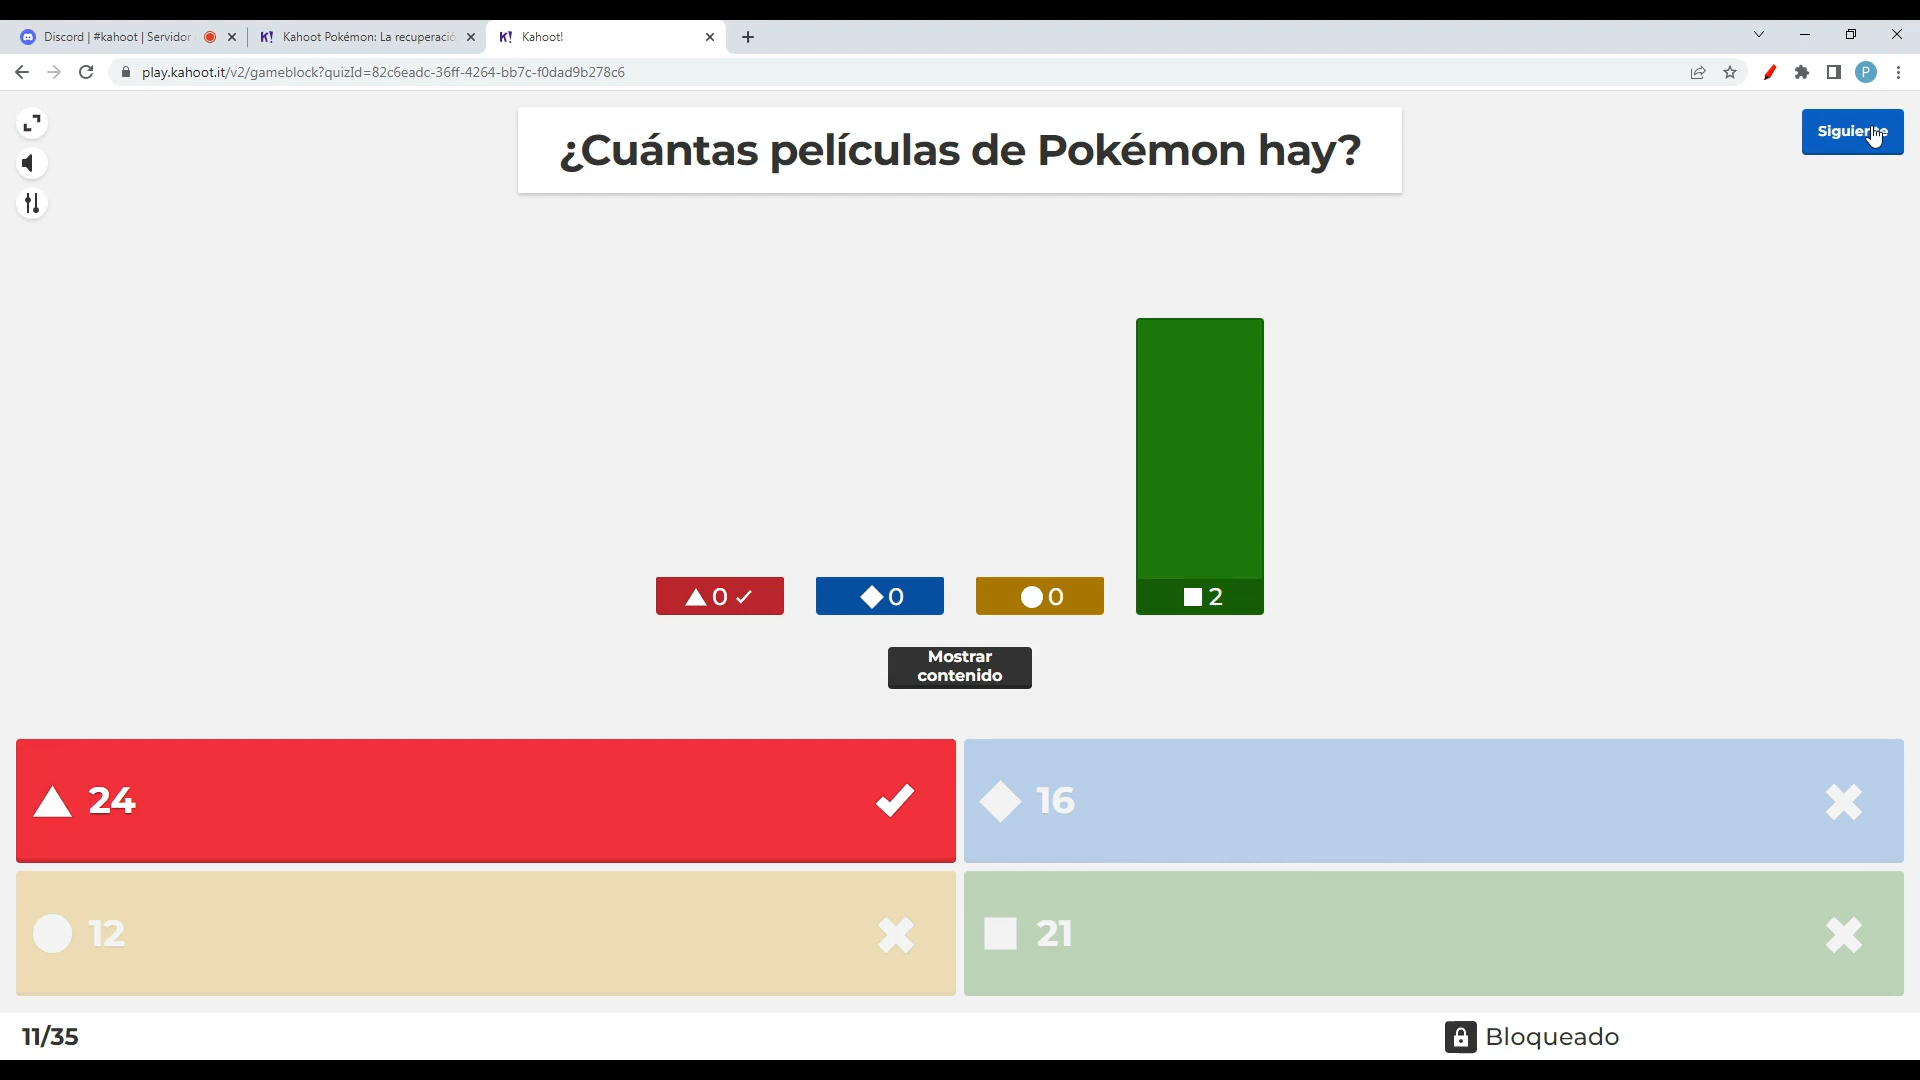 Discord | #kahoot | Servidor
Kahoot Pokémon: La recuperació
Kahoot!
play.kahoot.it/v2/gameblock?quizId=82c6eadc-36ff-4264-bb7c-f0dad9b278c6
P
¿Cuántas películas de Pokémon hay?
Siguiente
0
0
0
2
Mostrar
contenido
24
16
12
21
11/35
Bloqueado